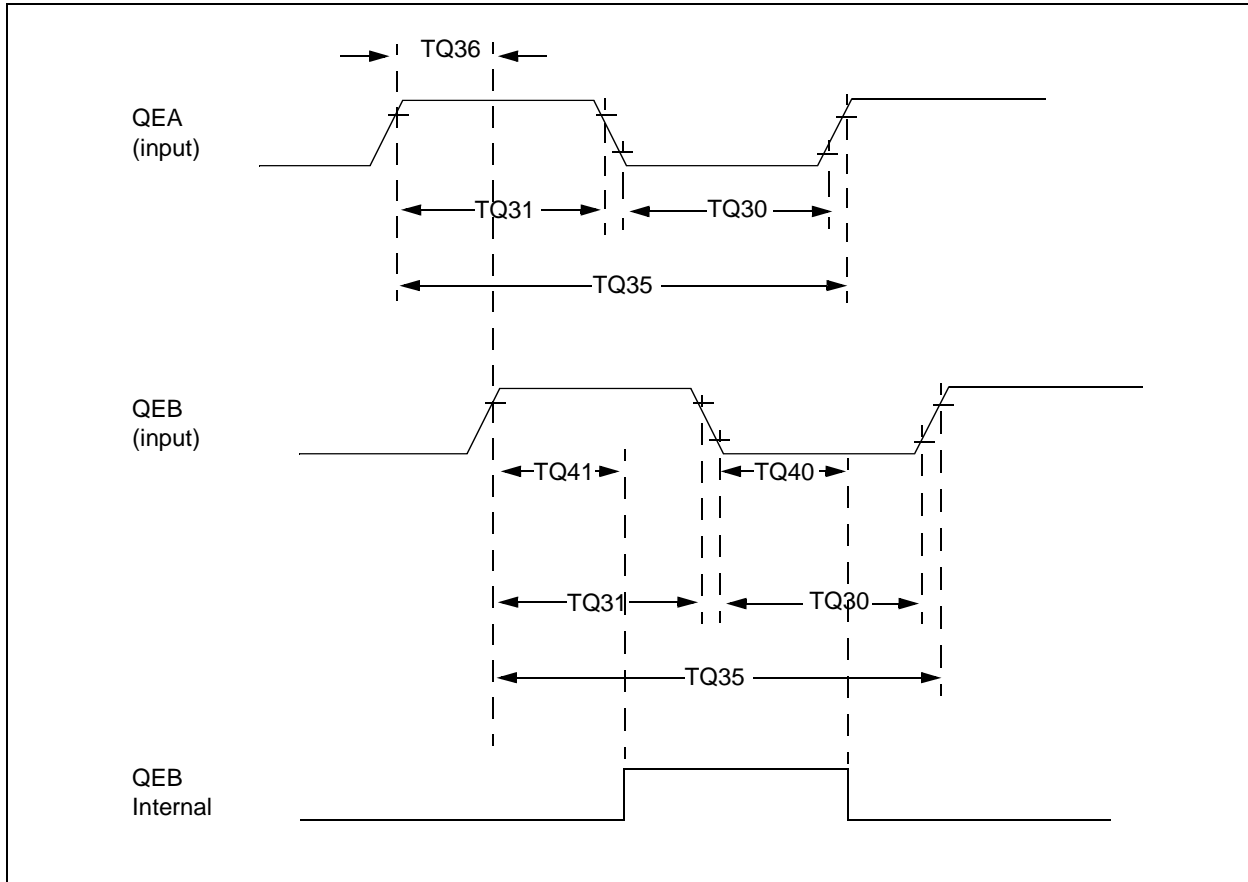 TQ36
QEA
(input)
TQ31
TQ30
TQ35
QEB
(input)
TQ41
TQ40
TQ31
TQ30
TQ35
QEB
Internal